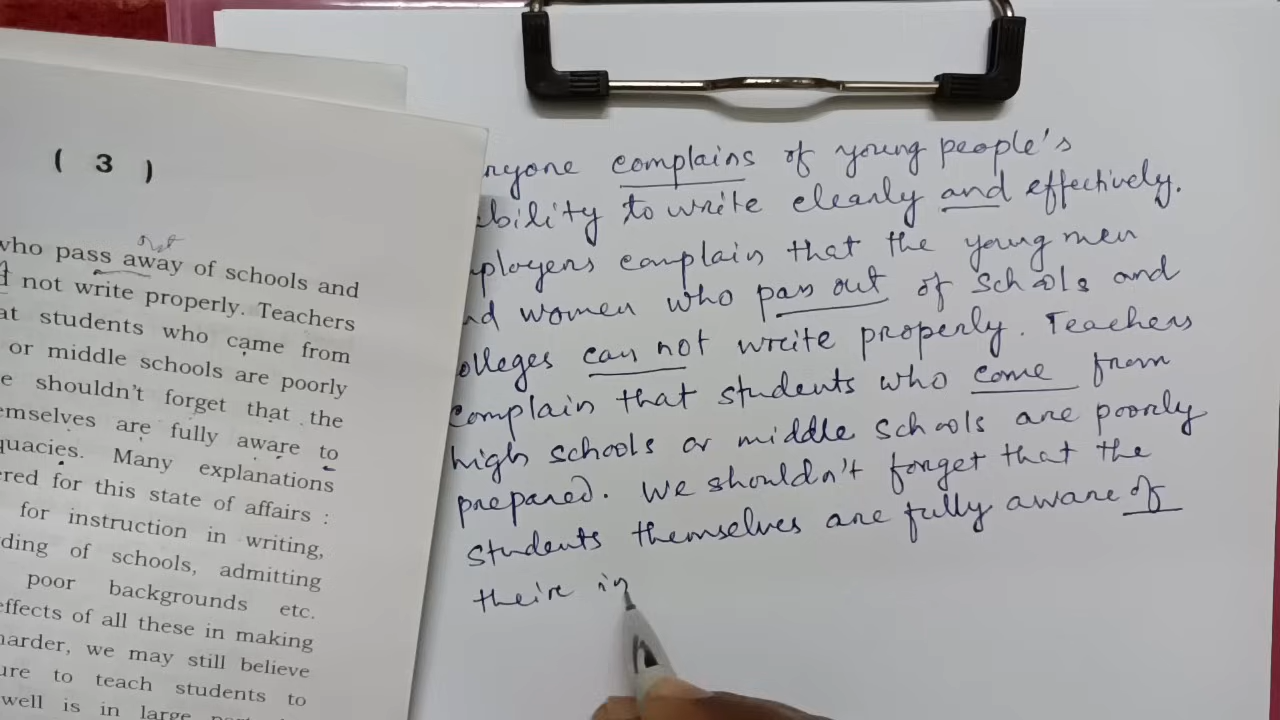 ( 3 )
out
who pass away of schools and
not write properly. Teachers
at students who came from
or middle schools are poorly
e shouldn't forget that the
emselves are fully aware to
quacies. Many explanations
ered for this state of affairs :
for instruction in writing,
ding of schools, admitting
poor backgrounds etc.
effects of all these in making
harder, we may still believe
ure to teach students to
well is in large
ryone complains of young people's
bility to write clearly and effectively.
ployers complain that the young men
nd women who pass out of schools and
olleges can not write properly. Teachers
complain that students who come from
high schools or middle schools are poorly
prepared. We shouldn't forget that the
students themselves are fully aware of
their in